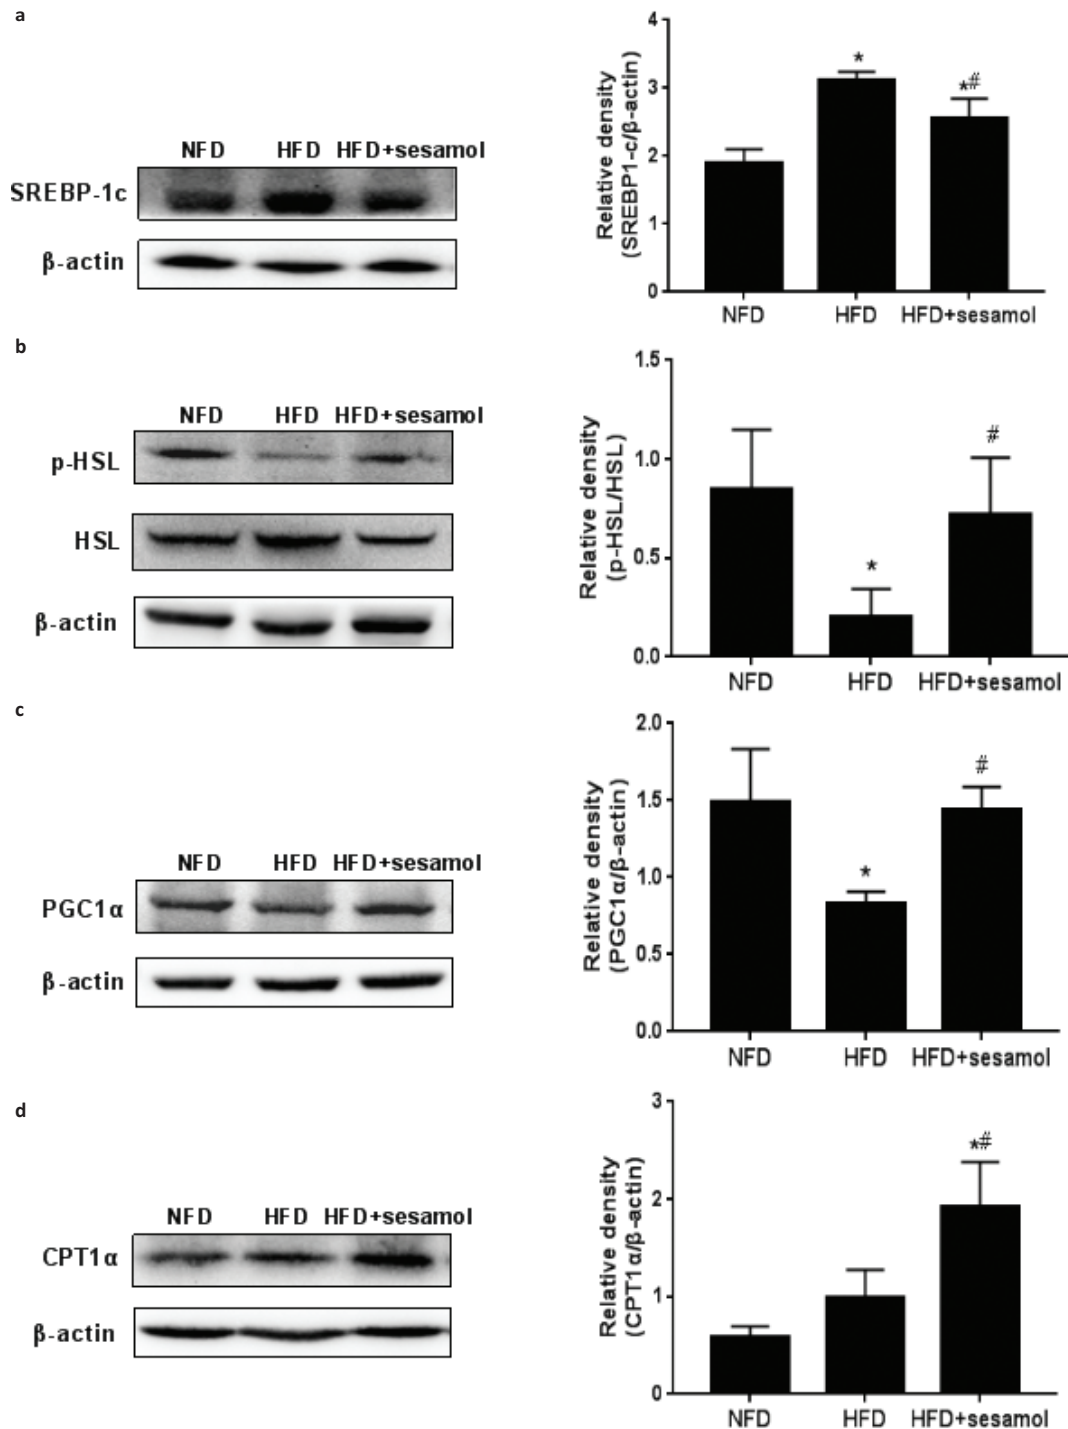 a
NFD HFD HFD+sesamol
SREBP-1c
β-actin
Relative density
(SREBP1-c/β-actin)
4
3
2
1
0
*
*#
NFD HFD HFD+sesamol
b
NFD HFD HFD+sesamol
p-HSL
HSL
β-actin
Relative density
(p-HSL/HSL)
1.5
1.0
0.5
0.0
*
#
NFD HFD HFD+sesamol
c
NFD HFD HFD+sesamol
PGC1α
β-actin
Relative density
(PGC1α/β-actin)
2.0
1.5
1.0
0.5
0.0
*
#
NFD HFD HFD+sesamol
d
NFD HFD HFD+sesamol
CPT1α
β-actin
Relative density
(CPT1α/β-actin)
3
2
1
0
*#
NFD HFD HFD+sesamol